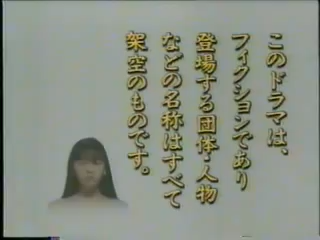 このドラマは、
フィクションであり
登場する団体・人物
などの名称はすべて
架空のものです。